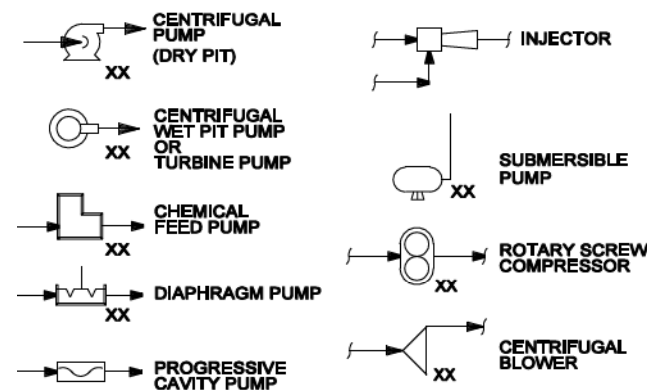 CENTRIFUGAL
PUMP
(DRY PIT)
XX
CENTRIFUGAL
WET PIT PUMP
OR
TURBINE PUMP
XX
CHEMICAL
FEED PUMP
XX
DIAPHRAGM PUMP
XX
PROGRESSIVE
CAVITY PUMP
INJECTOR
SUBMERSIBLE
PUMP
XX
ROTARY SCREW
COMPRESSOR
XX
CENTRIFUGAL
BLOWER
XX